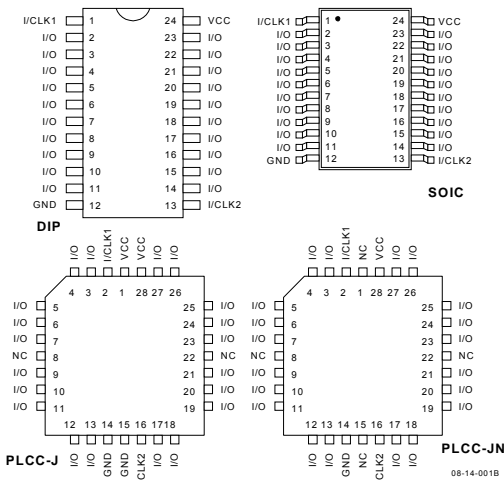 I/CLK1 1 24 VCC
I/O 2 23 I/O
I/O 3 22 I/O
I/O 4 21 I/O
I/O 5 20 I/O
I/O 6 19 I/O
I/O 7 18 I/O
I/O 8 17 I/O
I/O 9 16 I/O
I/O 10 15 I/O
I/O 11 14 I/O
GND 12 13 I/CLK2
DIP
I/CLK1 1 24 VCC
I/O 2 23 I/O
I/O 3 22 I/O
I/O 4 21 I/O
I/O 5 20 I/O
I/O 6 19 I/O
I/O 7 18 I/O
I/O 8 17 I/O
I/O 9 16 I/O
I/O 10 15 I/O
I/O 11 14 I/O
GND 12 13 I/CLK2
SOIC
I/O I/O I/CLK1 VCC VCC I/O I/O
4 3 2 1 28 27 26
I/O 5 25 I/O
I/O 6 24 I/O
I/O 7 23 I/O
NC 8 22 NC
I/O 9 21 I/O
I/O 10 20 I/O
I/O 11 19 I/O
12 13 14 15 16 17 18
I/O I/O GND GND CLK2 I/O I/O
PLCC-J
I/O I/O I/CLK1 NC VCC I/O I/O
4 3 2 1 28 27 26
I/O 5 25 I/O
I/O 6 24 I/O
I/O 7 23 I/O
NC 8 22 NC
I/O 9 21 I/O
I/O 10 20 I/O
I/O 11 19 I/O
12 13 14 15 16 17 18
I/O I/O GND NC CLK2 I/O I/O
PLCC-JN
08-14-001B